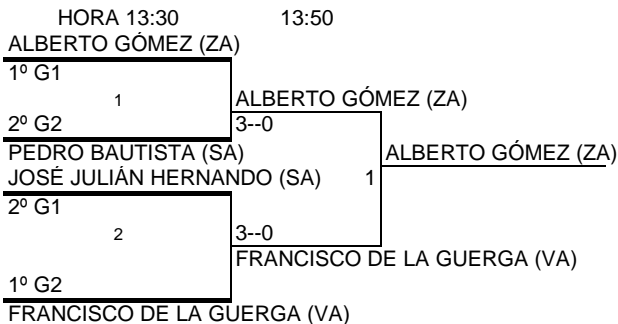 HORA 13:30 13:50
ALBERTO GÓMEZ (ZA)
1º G1
1
ALBERTO GÓMEZ (ZA)
2º G2
3--0
PEDRO BAUTISTA (SA)
ALBERTO GÓMEZ (ZA)
JOSÉ JULIÁN HERNANDO (SA)
1
2º G1
2
3--0
FRANCISCO DE LA GUERGA (VA)
1º G2
FRANCISCO DE LA GUERGA (VA)